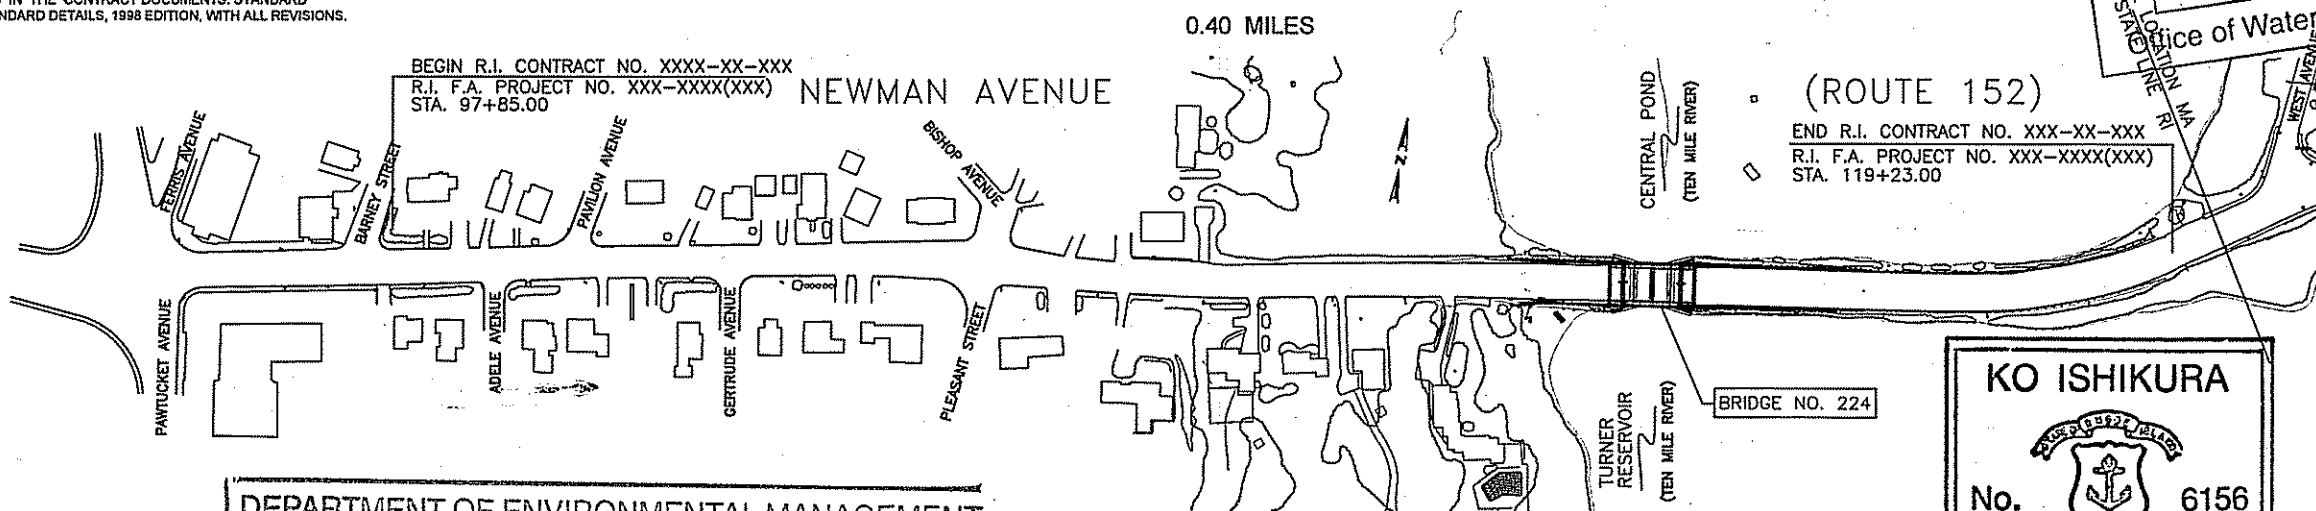 IN THE CONTRACT DOCUMENTS. STANDARD
STANDARD DETAILS, 1998 EDITION, WITH ALL REVISIONS.
0.40 MILES
Office of Water
LOCATION MA
STATE LINE RI
WEST AVENUE
BEGIN R.I. CONTRACT NO. XXXX-XX-XXX
R.I. F.A. PROJECT NO. XXX-XXXX(XXX)
STA. 97+85.00
NEWMAN AVENUE
(ROUTE 152)
END R.I. CONTRACT NO. XXX-XX-XXX
R.I. F.A. PROJECT NO. XXX-XXXX(XXX)
STA. 119+23.00
CENTRAL POND
(TEN MILE RIVER)
FERRIS AVENUE
BARNEY STREET
PAVILION AVENUE
BISHOP AVENUE
N
PAWTUCKET AVENUE
ADELE AVENUE
GERTRUDE AVENUE
PLEASANT STREET
TURNER
RESERVOIR
(TEN MILE RIVER)
BRIDGE NO. 224
KO ISHIKURA
No. 6156
DEPARTMENT OF ENVIRONMENTAL MANAGEMENT